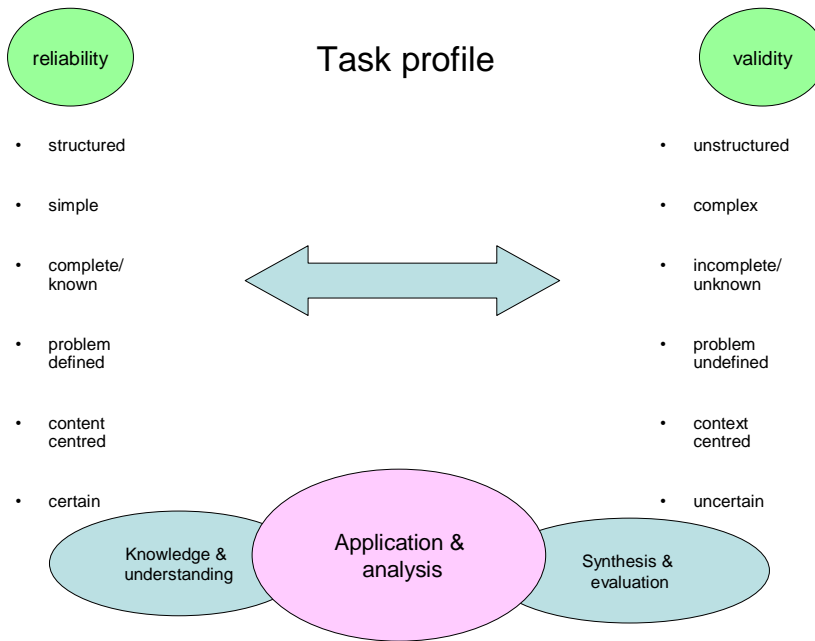 reliability
Task profile
validity
• structured
• simple
• complete/
known
• problem
defined
• content
centred
• certain
• unstructured
• complex
• incomplete/
unknown
• problem
undefined
• context
centred
• uncertain
Knowledge &
understanding
Application &
analysis
Synthesis &
evaluation